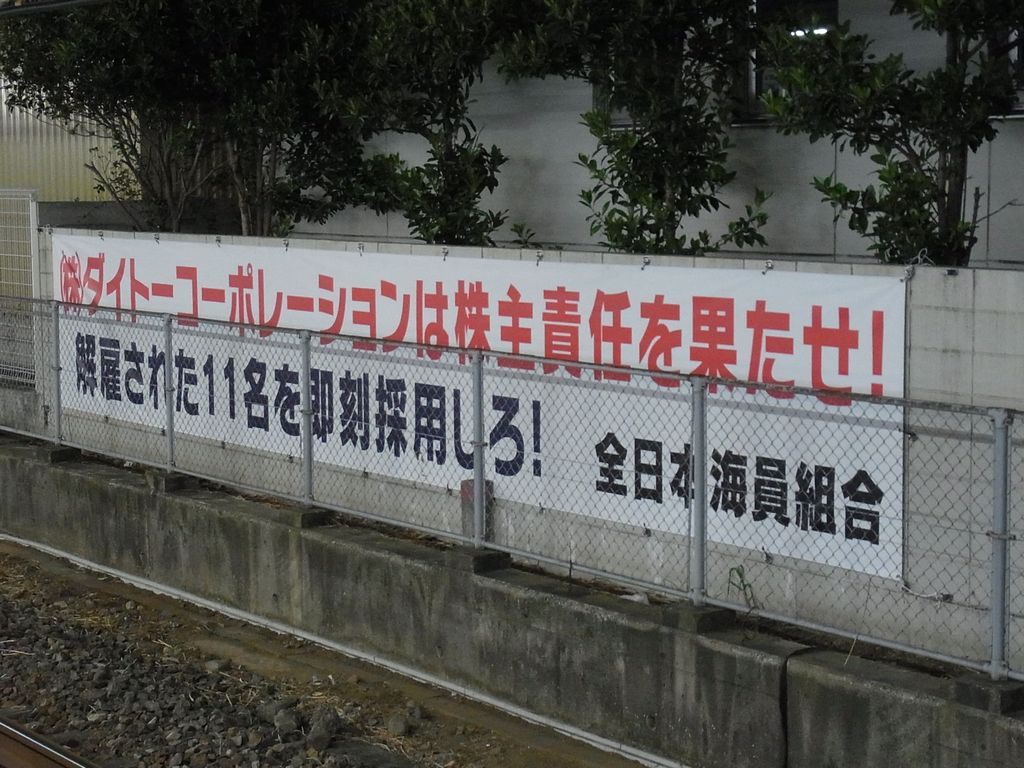 ㈱ダイトーコーポレーションは株主責任を果たせ!
解雇された11名を即刻採用しろ!
全日本海員組合